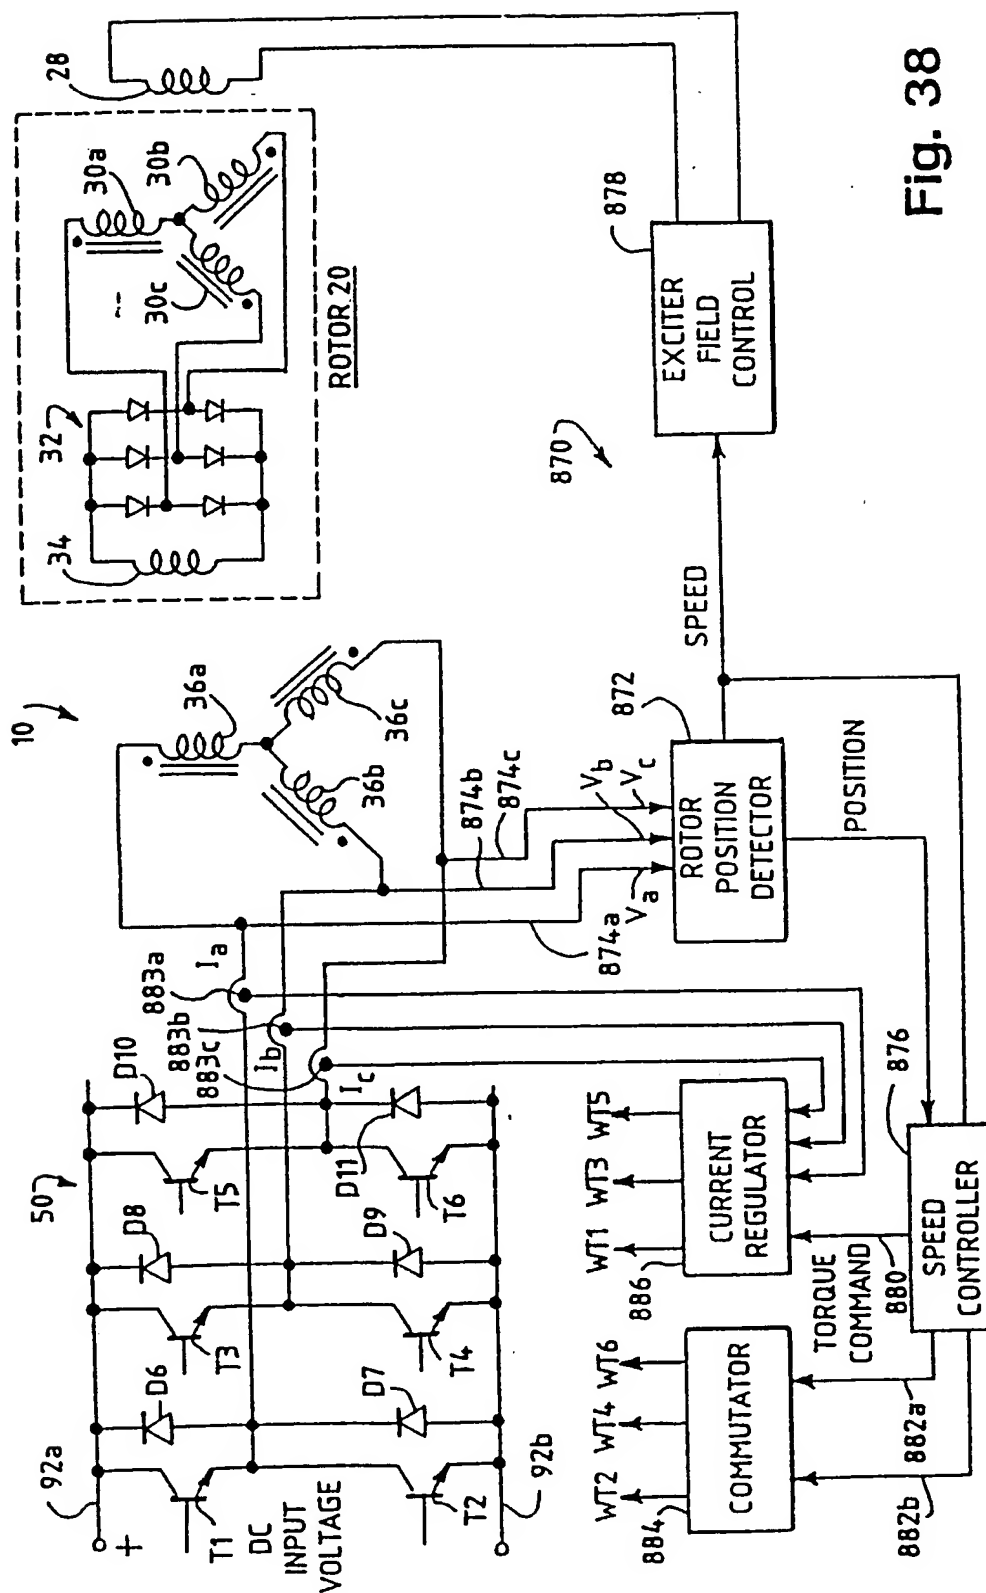 28
30a
30b
30c
~
32
34
ROTOR 20
10
36a
36b
36c
50
92a
+
D6
D8
D10
T1
T3
T5
DC
INPUT
VOLTAGE
D7
D9
D11
T2
T4
T6
92b
883a
883b
883c
Ia
Ib
Ic
874a
874b
874c
Va
Vb
Vc
872
ROTOR
POSITION
DETECTOR
SPEED
POSITION
870
878
EXCITER
FIELD
CONTROL
WT2
WT4
WT6
884
COMMUTATOR
WT1
WT3
WT5
886
CURRENT
REGULATOR
TORQUE
COMMAND
880
882a
882b
876
SPEED
CONTROLLER
Fig. 38